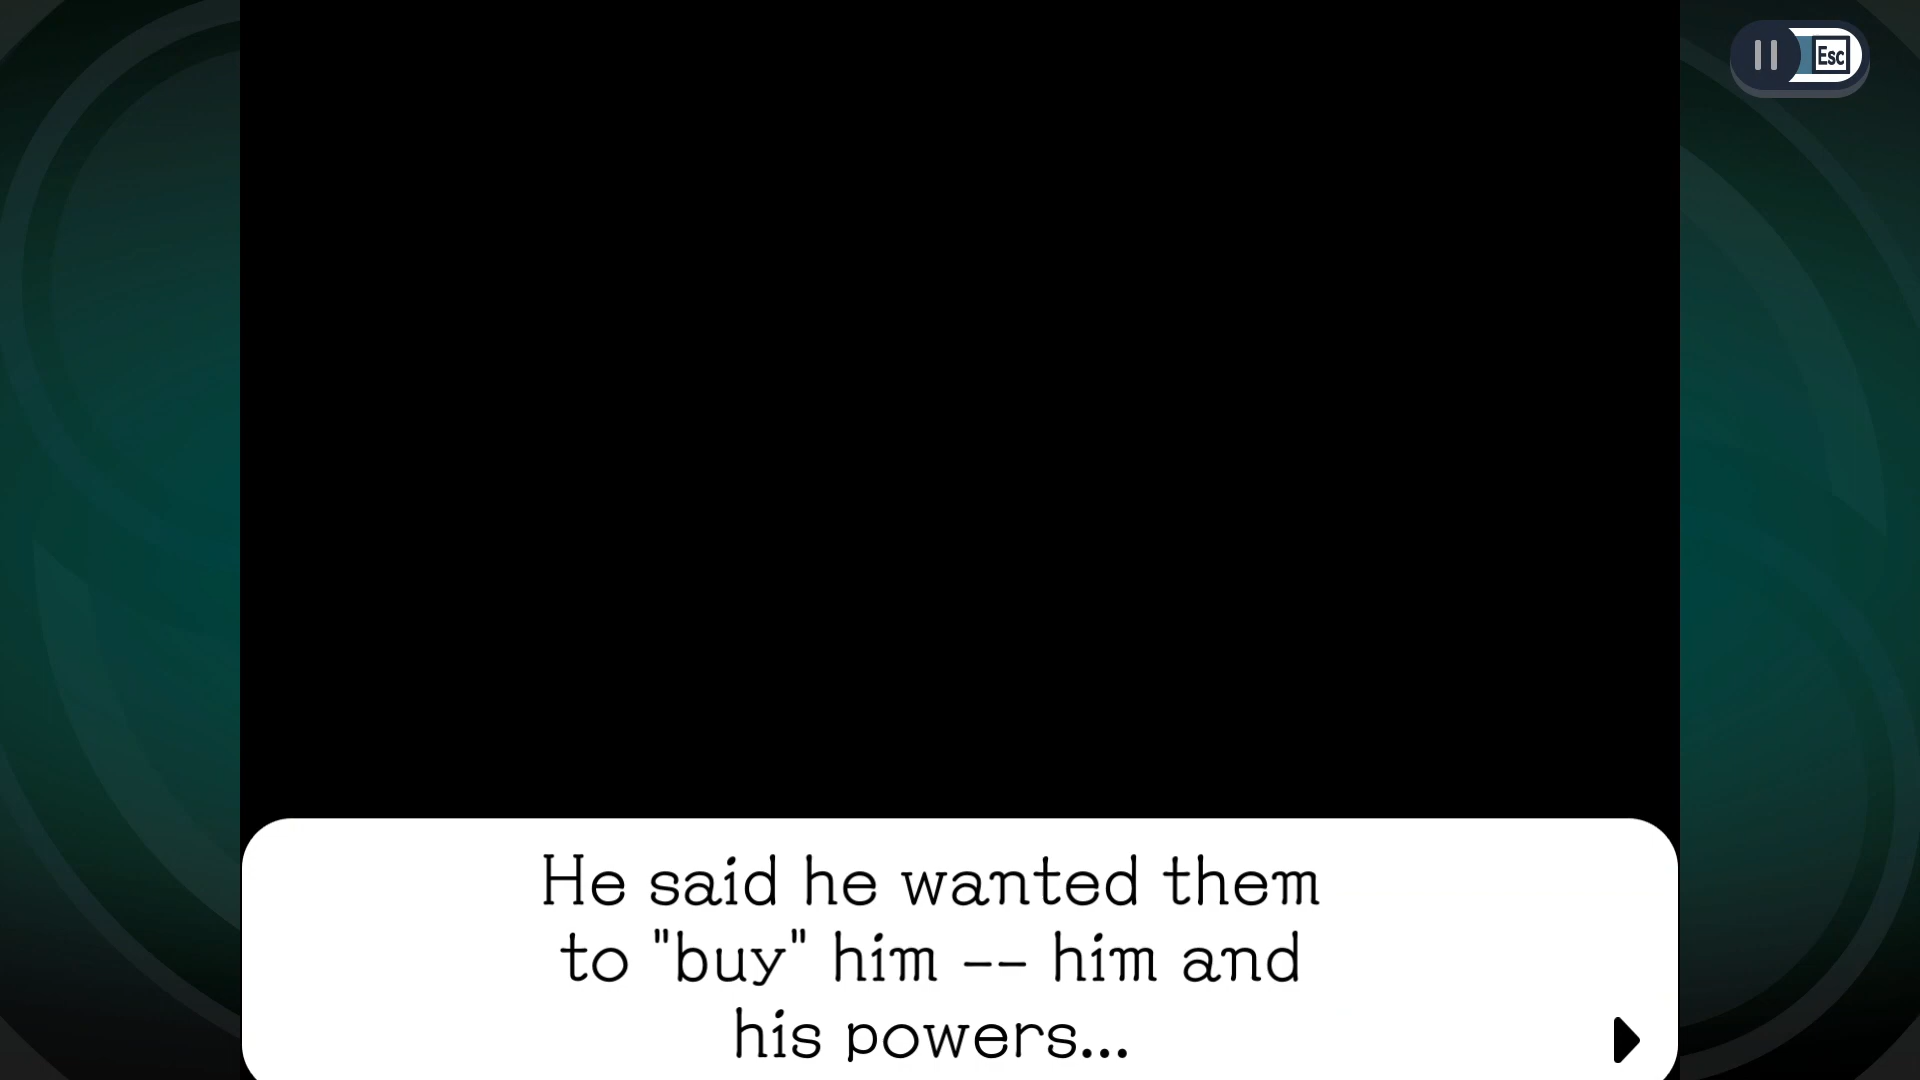 Esc
He said he wanted them
to "buy" him -- him and
his powers...